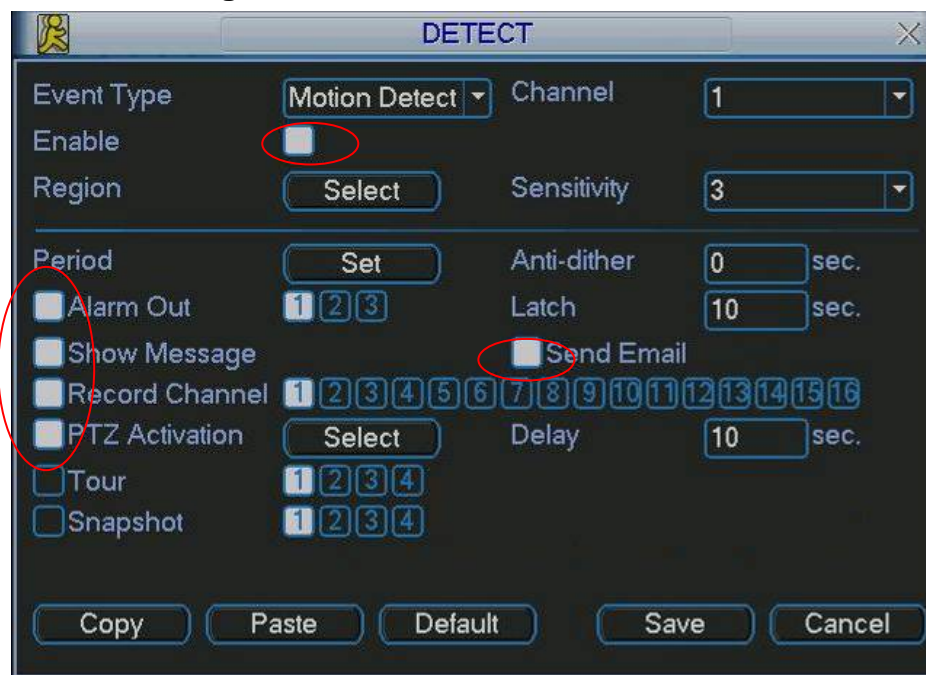 DETECT
Event Type Motion Detect Channel 1
Enable
Region Select Sensitivity 3
Period Set Anti-dither 0 sec.
Alarm Out 1 2 3 Latch 10 sec.
Show Message Send Email
Record Channel 1 2 3 4 5 6 7 8 9 10 11 12 13 14 15 16
PTZ Activation Select Delay 10 sec.
Tour 1 2 3 4
Snapshot 1 2 3 4
Copy Paste Default Save Cancel